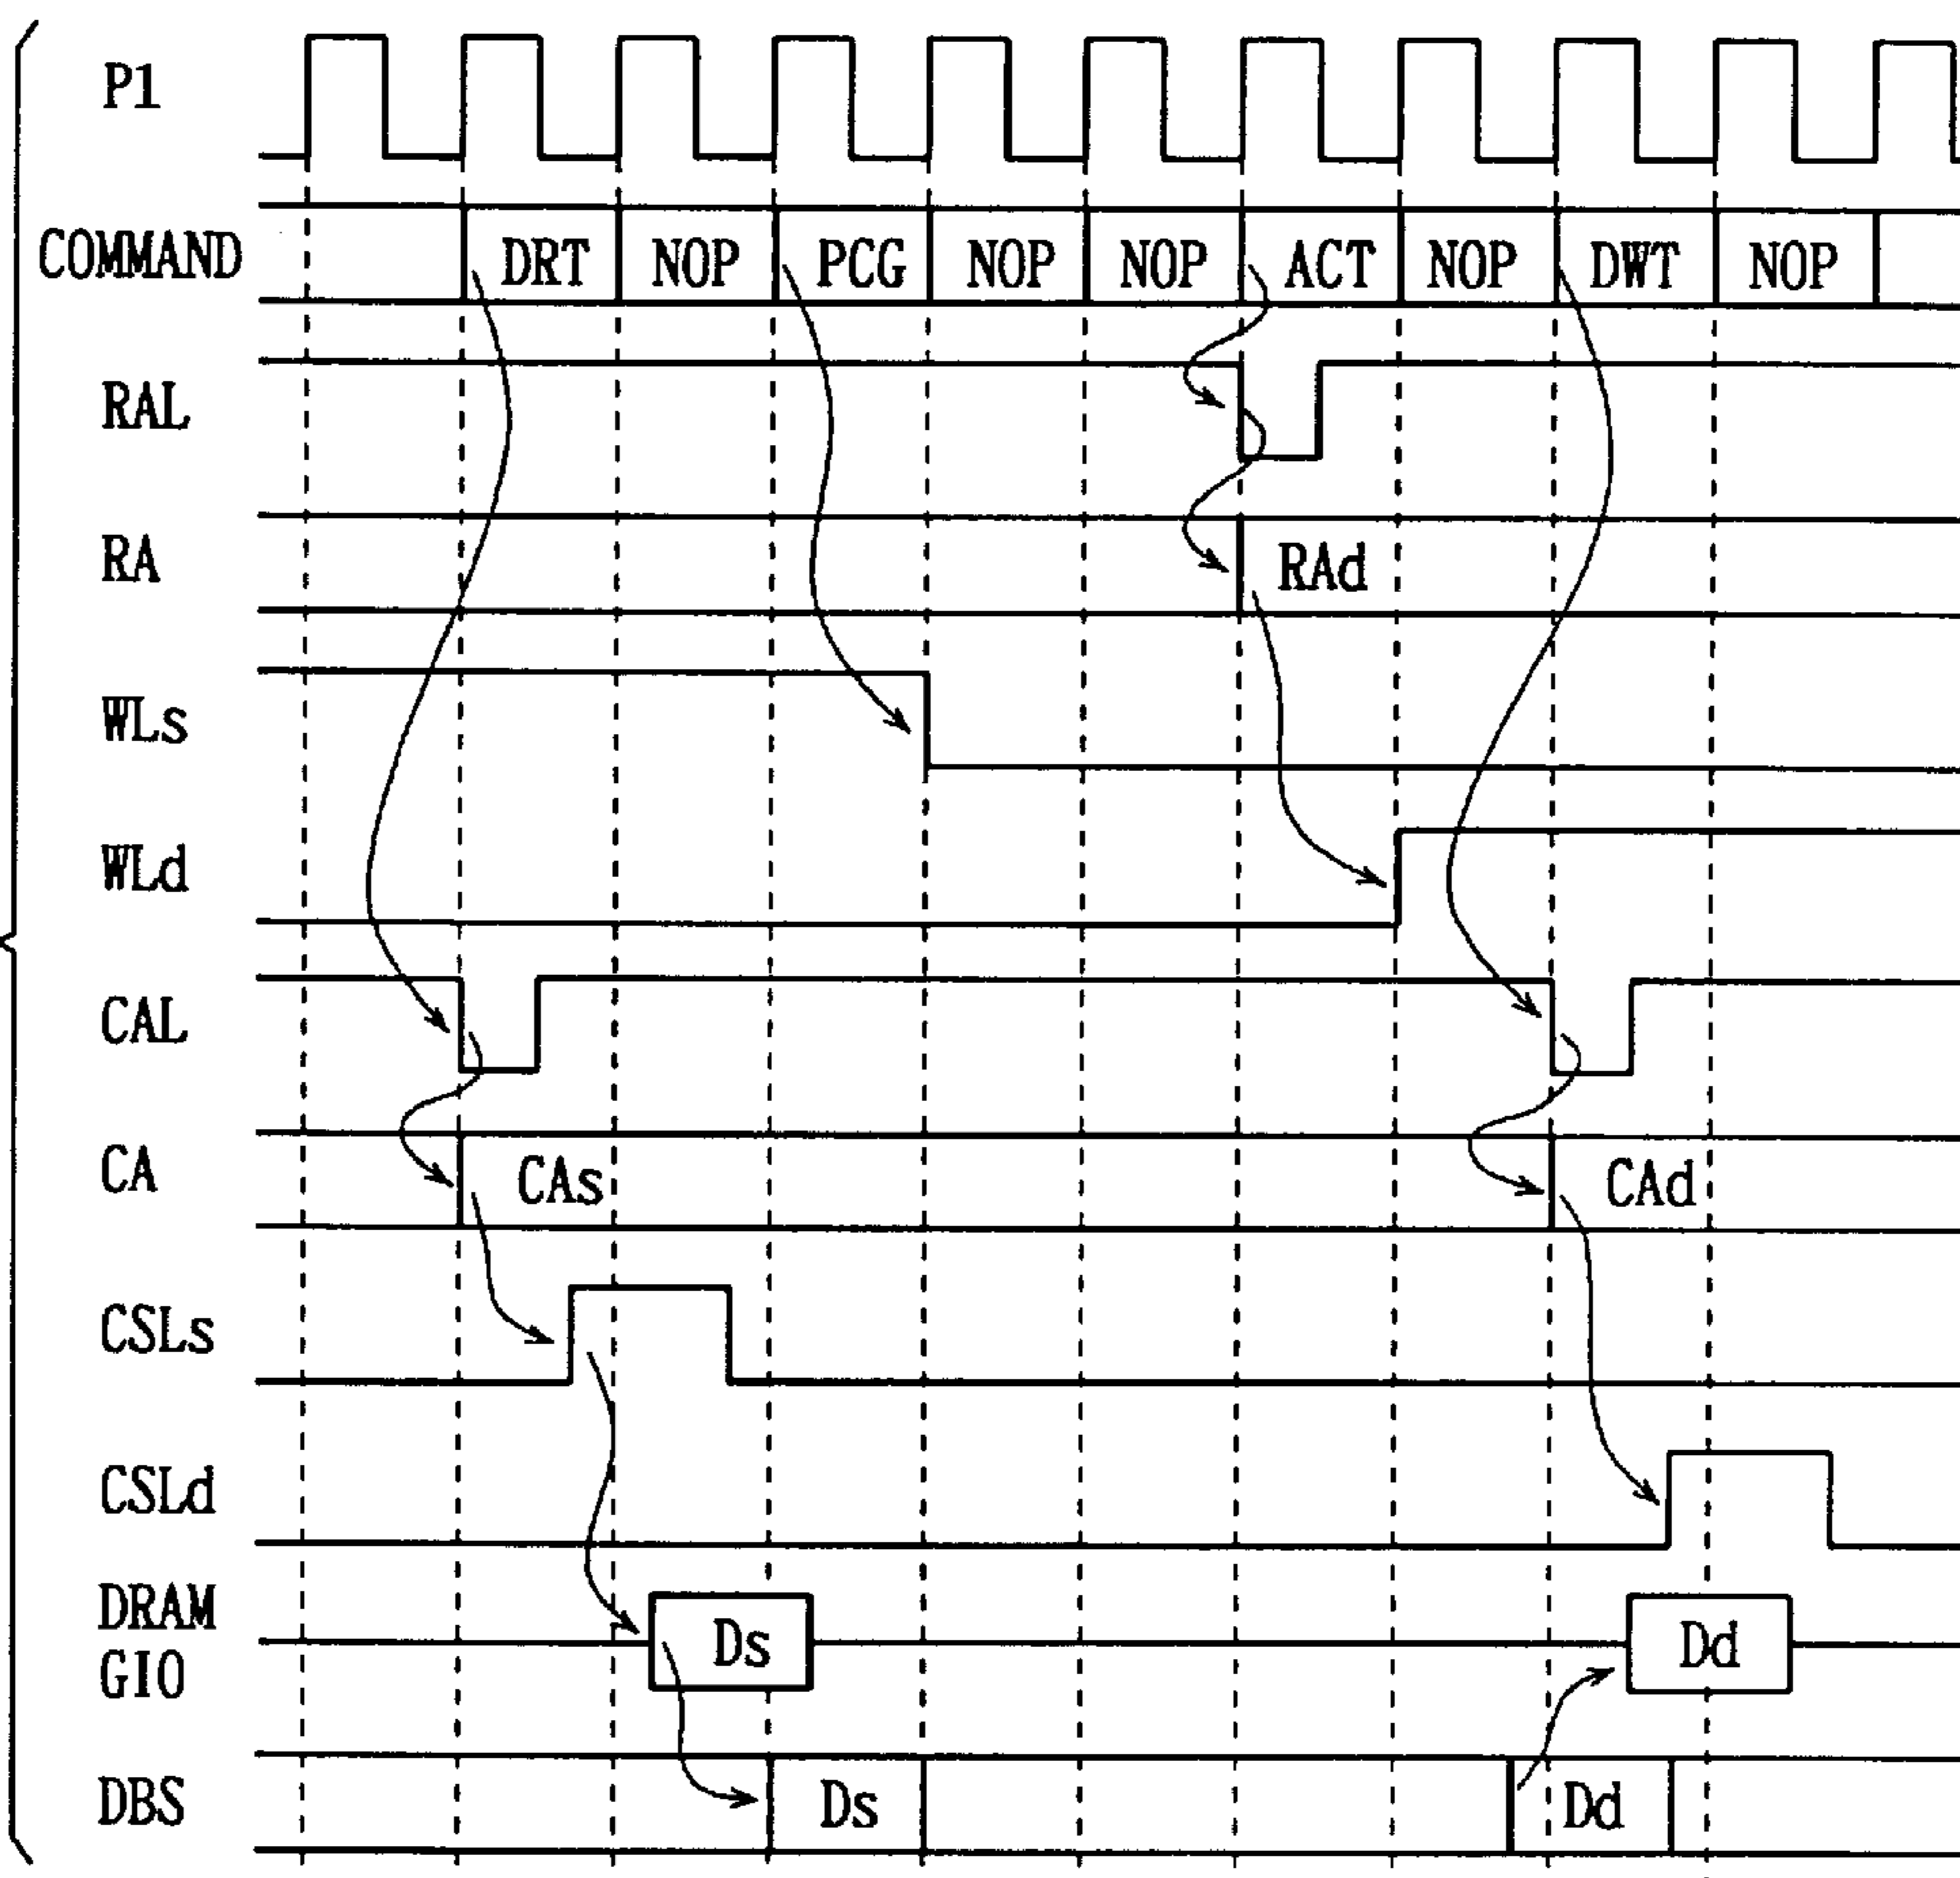 P1
COMMAND DRT NOP PCG NOP NOP ACT NOP DWT NOP
RAL
RA RAd
WLs
WLd
CAL
CA CAs CAd
CSLs
CSLd
DRAM
GIO Ds Dd
DBS Ds Dd